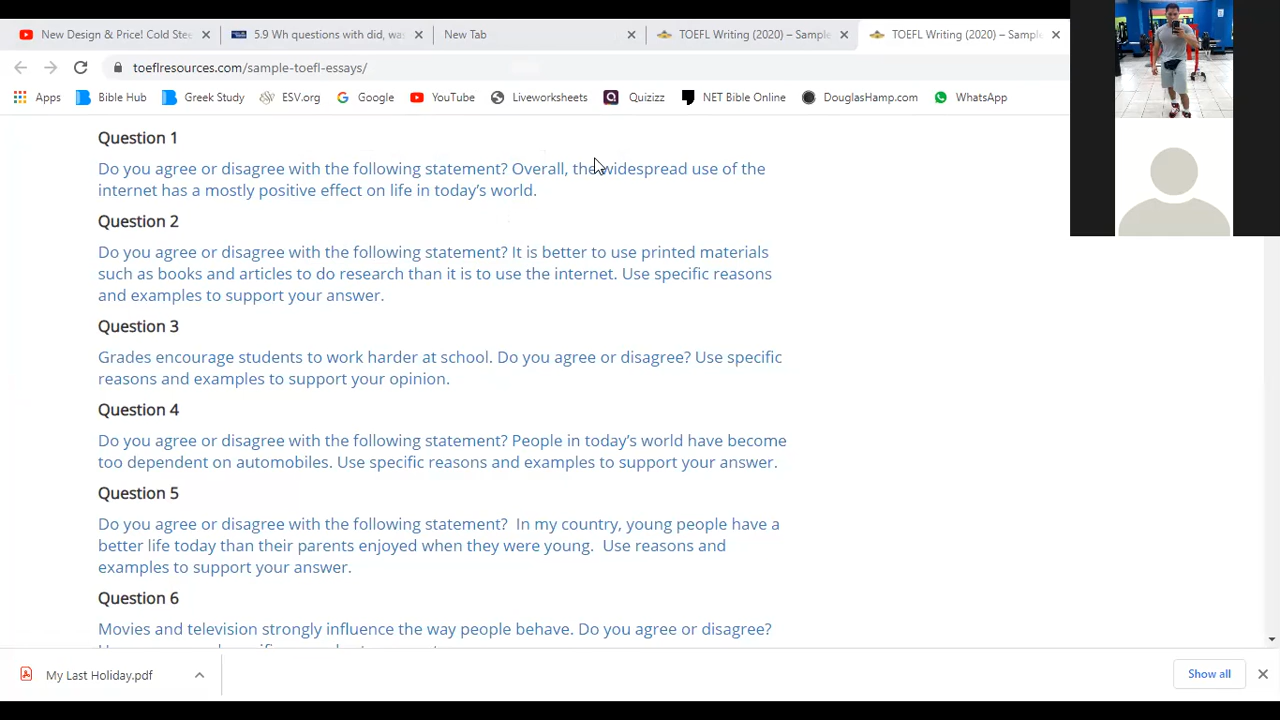 New Design & Price! Cold Ste
5.9 Wh questions with did, wa
New Tab
TOEFL Writing (2020) – Sample
TOEFL Writing (2020) – Sample
toeflresources.com/sample-toefl-essays/
Apps
Bible Hub
Greek Study
ESV.org
Google
YouTube
Liveworksheets
Quizizz
NET Bible Online
DouglasHamp.com
WhatsApp
Question 1
Do you agree or disagree with the following statement? Overall, the widespread use of the
internet has a mostly positive effect on life in today’s world.
Question 2
Do you agree or disagree with the following statement? It is better to use printed materials
such as books and articles to do research than it is to use the internet. Use specific reasons
and examples to support your answer.
Question 3
Grades encourage students to work harder at school. Do you agree or disagree? Use specific
reasons and examples to support your opinion.
Question 4
Do you agree or disagree with the following statement? People in today’s world have become
too dependent on automobiles. Use specific reasons and examples to support your answer.
Question 5
Do you agree or disagree with the following statement?  In my country, young people have a
better life today than their parents enjoyed when they were young.  Use reasons and
examples to support your answer.
Question 6
Movies and television strongly influence the way people behave. Do you agree or disagree?
My Last Holiday.pdf
Show all